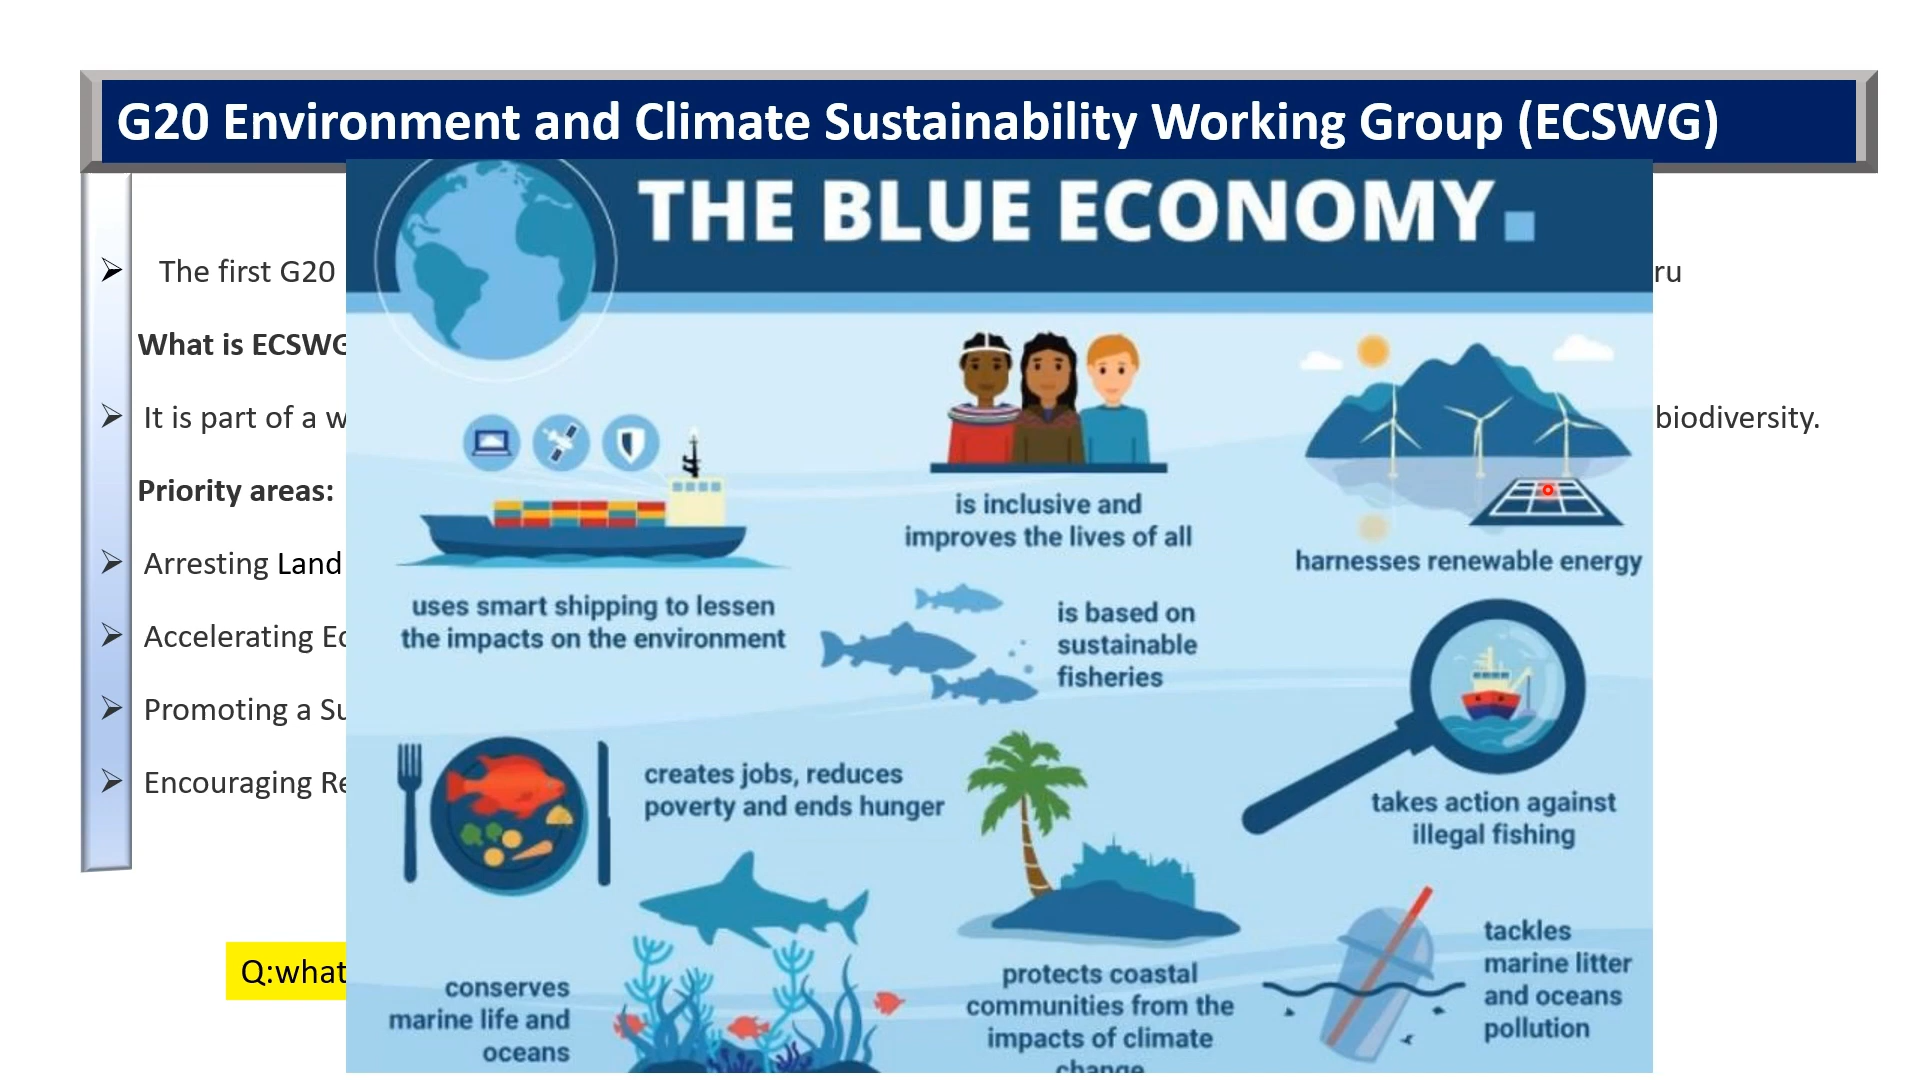 G20 Environment and Climate Sustainability Working Group (ECSWG)
THE BLUE ECONOMY
The first G20
ru
What is ECSWG
It is part of a w
biodiversity.
Priority areas:
Arresting Land
Accelerating Ec
Promoting a Su
Encouraging Re
Q:what
is inclusive and
improves the lives of all
harnesses renewable energy
uses smart shipping to lessen
the impacts on the environment
is based on
sustainable
fisheries
creates jobs, reduces
poverty and ends hunger
takes action against
illegal fishing
conserves
marine life and
oceans
protects coastal
communities from the
impacts of climate
change
tackles
marine litter
and oceans
pollution